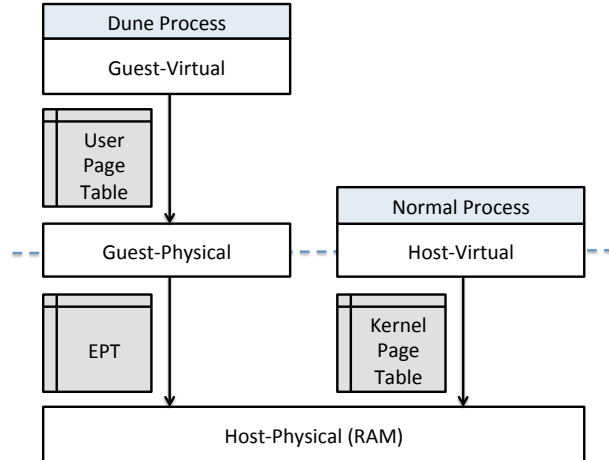 Dune Process
Guest-Virtual
User
Page
Table
Normal Process
Guest-Physical
Host-Virtual
EPT
Kernel
Page
Table
Host-Physical (RAM)